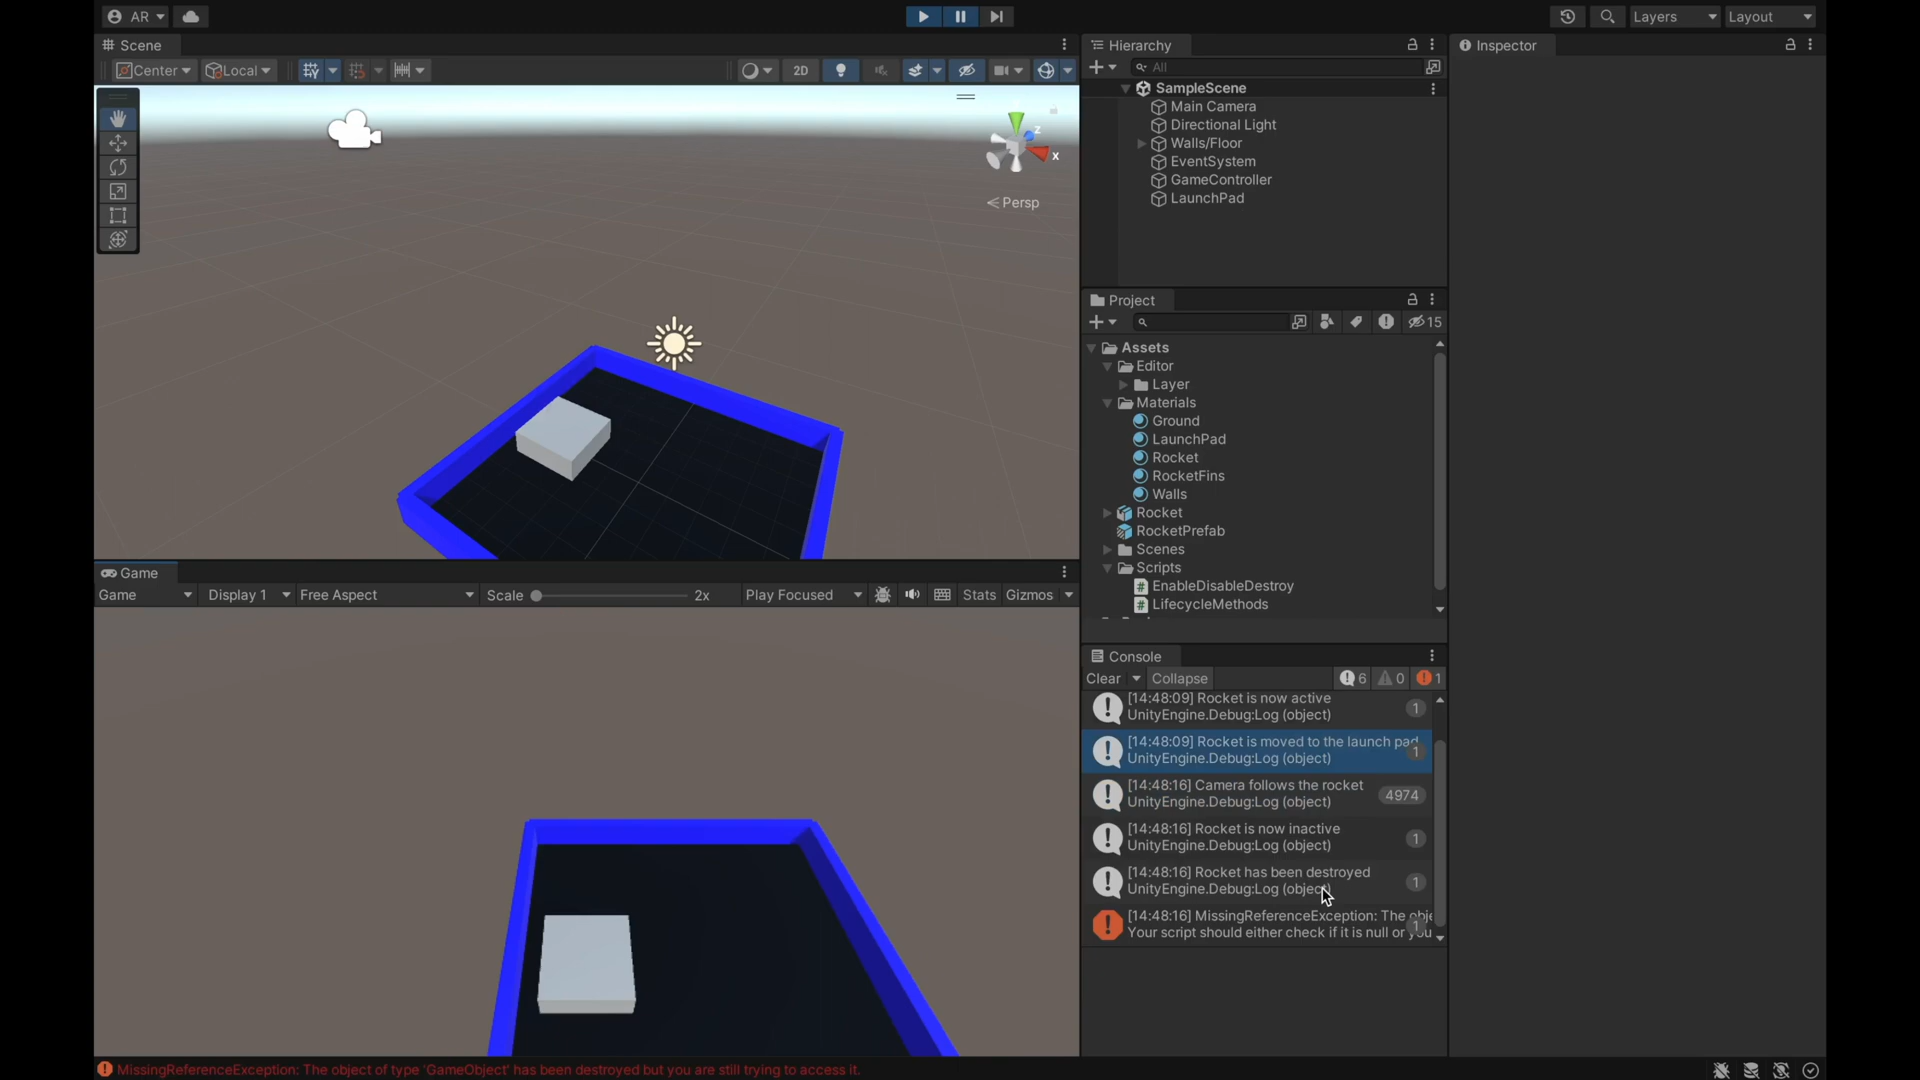 AR
Layers
Layout
Scene
Center
Local
2D
y
z
x
Persp
Hierarchy
All
SampleScene
Main Camera
Directional Light
Walls/Floor
EventSystem
GameController
LaunchPad
Inspector
Project
15
Assets
Editor
Layer
Materials
Ground
LaunchPad
Rocket
RocketFins
Walls
Rocket
RocketPrefab
Scenes
Scripts
EnableDisableDestroy
LifecycleMethods
Game
Game
Display 1
Free Aspect
Scale
2x
Play Focused
Stats
Gizmos
Console
Clear
Collapse
6
0
1
[14:48:09] Rocket is now active
UnityEngine.Debug:Log (object)
1
[14:48:09] Rocket is moved to the launch pad
UnityEngine.Debug:Log (object)
1
[14:48:16] Camera follows the rocket
UnityEngine.Debug:Log (object)
4974
[14:48:16] Rocket is now inactive
UnityEngine.Debug:Log (object)
1
[14:48:16] Rocket has been destroyed
UnityEngine.Debug:Log (object)
1
[14:48:16] MissingReferenceException: The obje
Your script should either check if it is null or you
1
MissingReferenceException: The object of type 'GameObject' has been destroyed but you are still trying to access it.